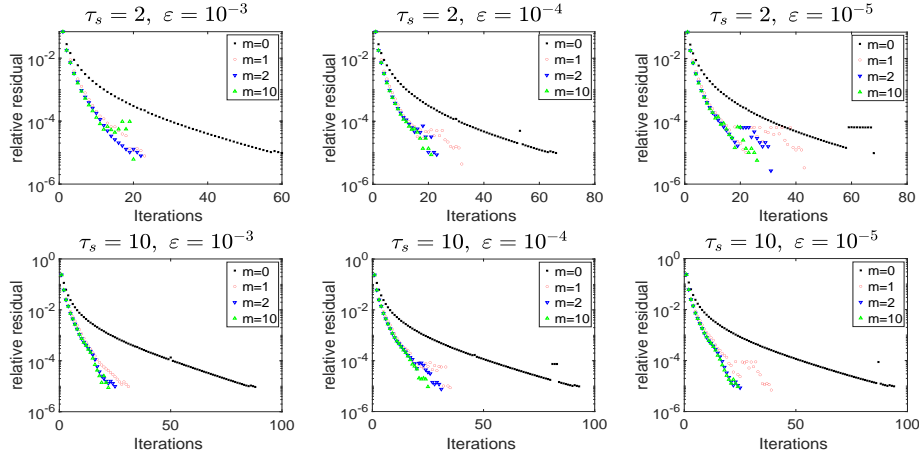 τ_s = 2, ε = 10^{-3}
relative residual
10^{-2}
10^{-4}
10^{-6}
m=0
m=1
m=2
m=10
0 20 40 60
Iterations
τ_s = 2, ε = 10^{-4}
relative residual
10^{-2}
10^{-4}
10^{-6}
m=0
m=1
m=2
m=10
0 20 40 60 80
Iterations
τ_s = 2, ε = 10^{-5}
relative residual
10^{-2}
10^{-4}
10^{-6}
m=0
m=1
m=2
m=10
0 20 40 60 80
Iterations
τ_s = 10, ε = 10^{-3}
relative residual
10^0
10^{-2}
10^{-4}
10^{-6}
m=0
m=1
m=2
m=10
0 50 100
Iterations
τ_s = 10, ε = 10^{-4}
relative residual
10^0
10^{-2}
10^{-4}
10^{-6}
m=0
m=1
m=2
m=10
0 50 100
Iterations
τ_s = 10, ε = 10^{-5}
relative residual
10^0
10^{-2}
10^{-4}
10^{-6}
m=0
m=1
m=2
m=10
0 50 100
Iterations